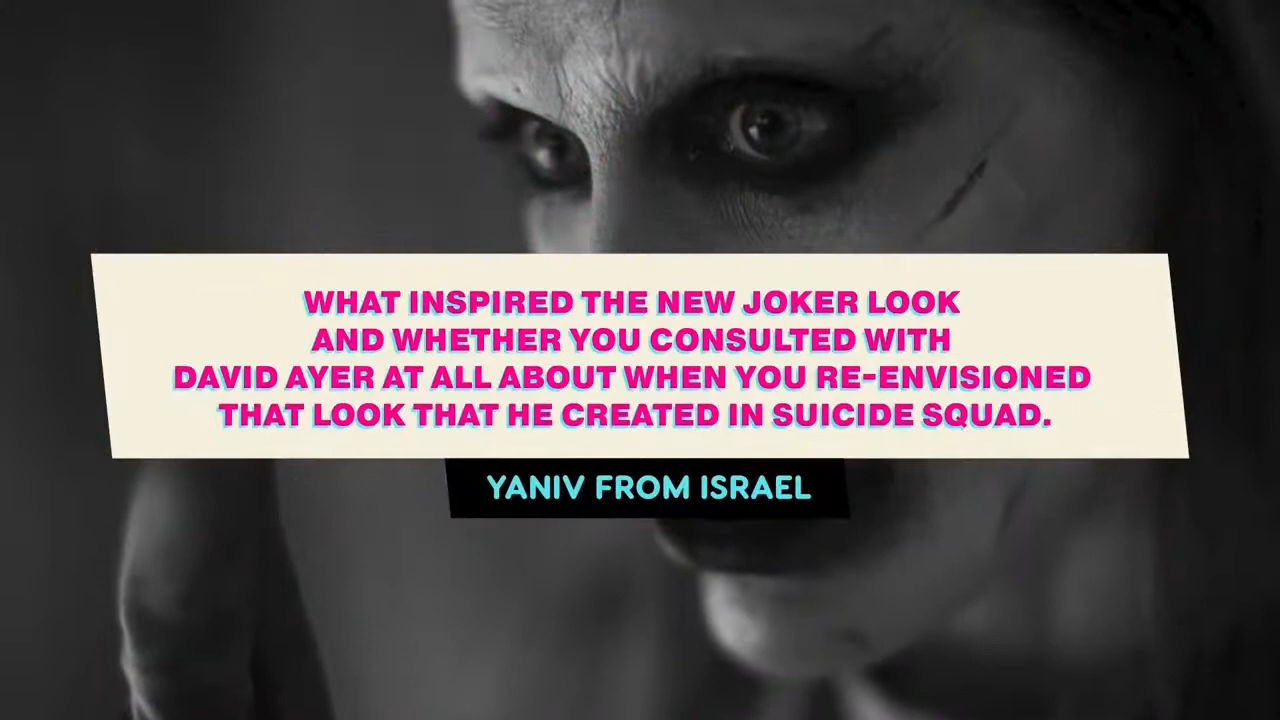 WHAT INSPIRED THE NEW JOKER LOOK
AND WHETHER YOU CONSULTED WITH
DAVID AYER AT ALL ABOUT WHEN YOU RE-ENVISIONED
THAT LOOK THAT HE CREATED IN SUICIDE SQUAD.
YANIV FROM ISRAEL